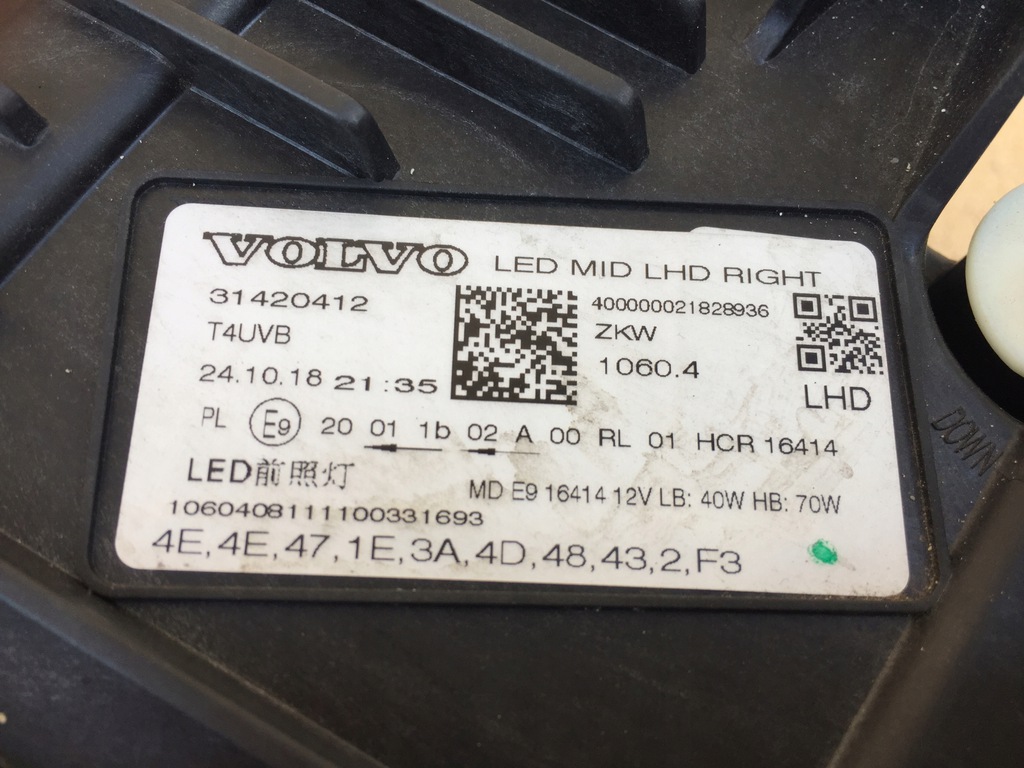 VOLVO LED MID LHD RIGHT
31420412
400000021828936
T4UVB
ZKW
24.10.18 21:35
1060.4
LHD
PL E9 20 01 1b 02 A 00 RL 01 HCR 16414
LED前照灯
MD E9 16414 12V LB: 40W HB: 70W
1060408111100331693
4E,4E,47,1E,3A,4D,48,43,2,F3
DOWN